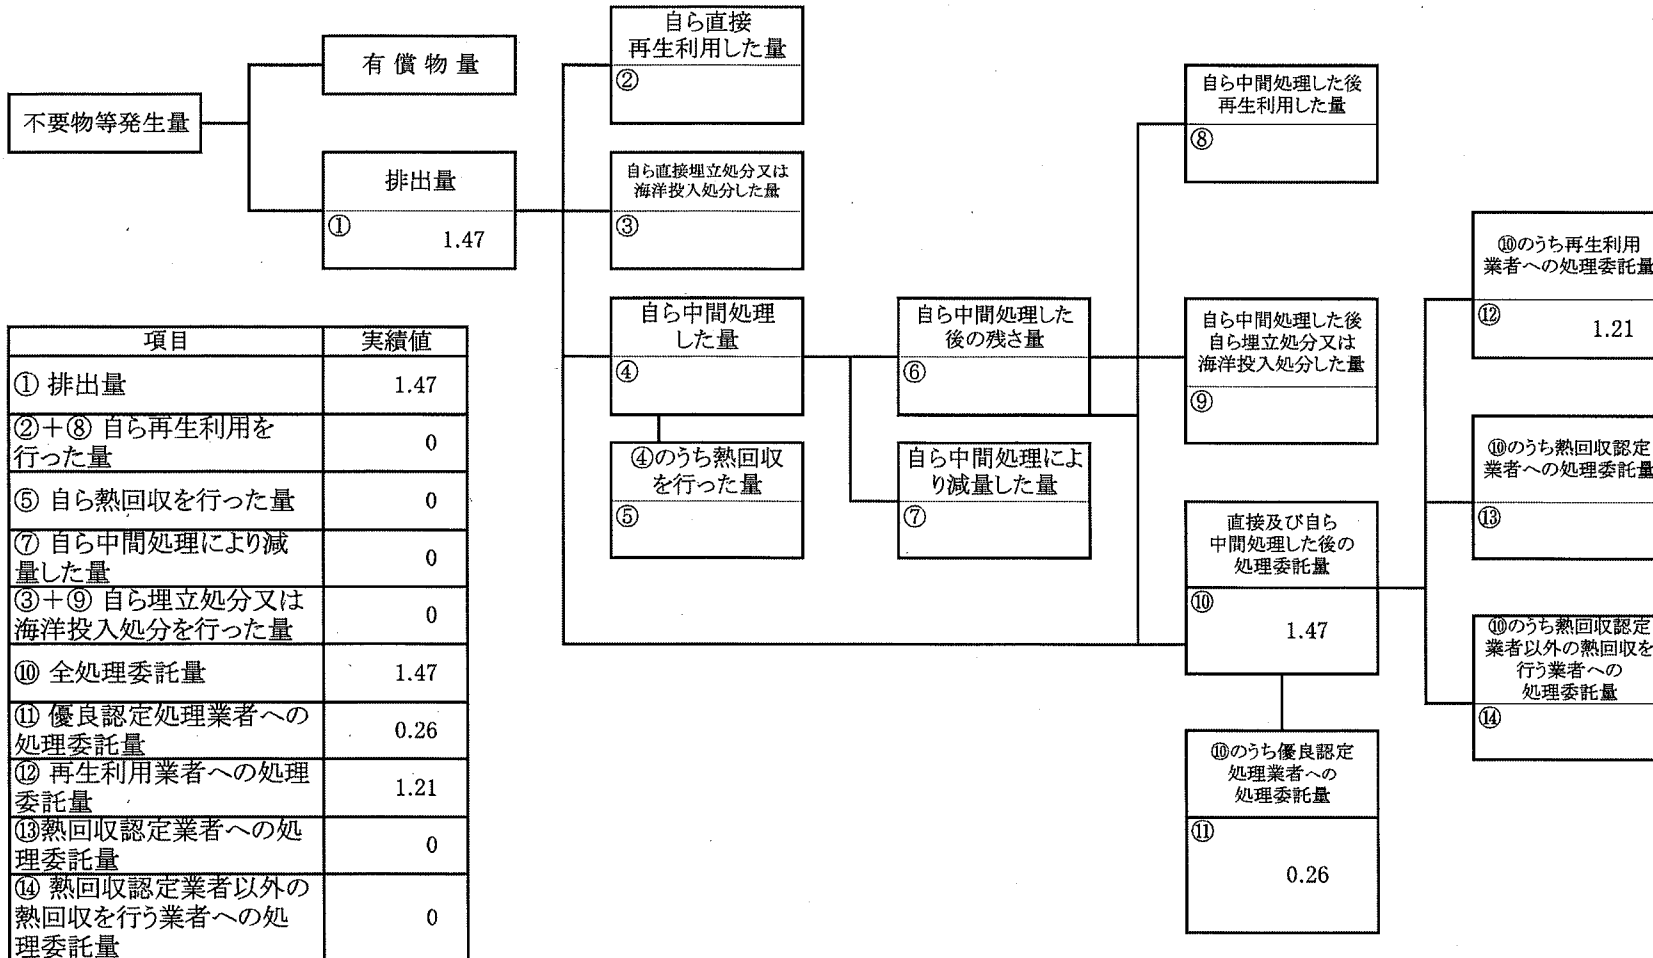 不要物等発生量
有償物量
排出量
①
1.47
自ら直接
再生利用した量
②
自ら直接埋立処分又は
海洋投入処分した量
③
自ら中間処理
した量
④
④のうち熱回収
を行った量
⑤
自ら中間処理した
後の残さ量
⑥
自ら中間処理によ
り減量した量
⑦
自ら中間処理した後
再生利用した量
⑧
自ら中間処理した後
自ら埋立処分又は
海洋投入処分した量
⑨
直接及び自ら
中間処理した後の
処理委託量
⑩
1.47
⑩のうち優良認定
処理業者への
処理委託量
⑪
0.26
⑩のうち再生利用
業者への処理委託量
⑫
1.21
⑩のうち熱回収認定
業者への処理委託量
⑬
⑩のうち熱回収認定
業者以外の熱回収を
行う業者への
処理委託量
⑭
項目 実績値
① 排出量 1.47
②+⑧ 自ら再生利用を
行った量 0
⑤ 自ら熱回収を行った量 0
⑦ 自ら中間処理により減
量した量 0
③+⑨ 自ら埋立処分又は
海洋投入処分を行った量 0
⑩ 全処理委託量 1.47
⑪ 優良認定処理業者への
処理委託量 0.26
⑫ 再生利用業者への処理
委託量 1.21
⑬熱回収認定業者への処
理委託量 0
⑭ 熱回収認定業者以外の
熱回収を行う業者への処
理委託量 0